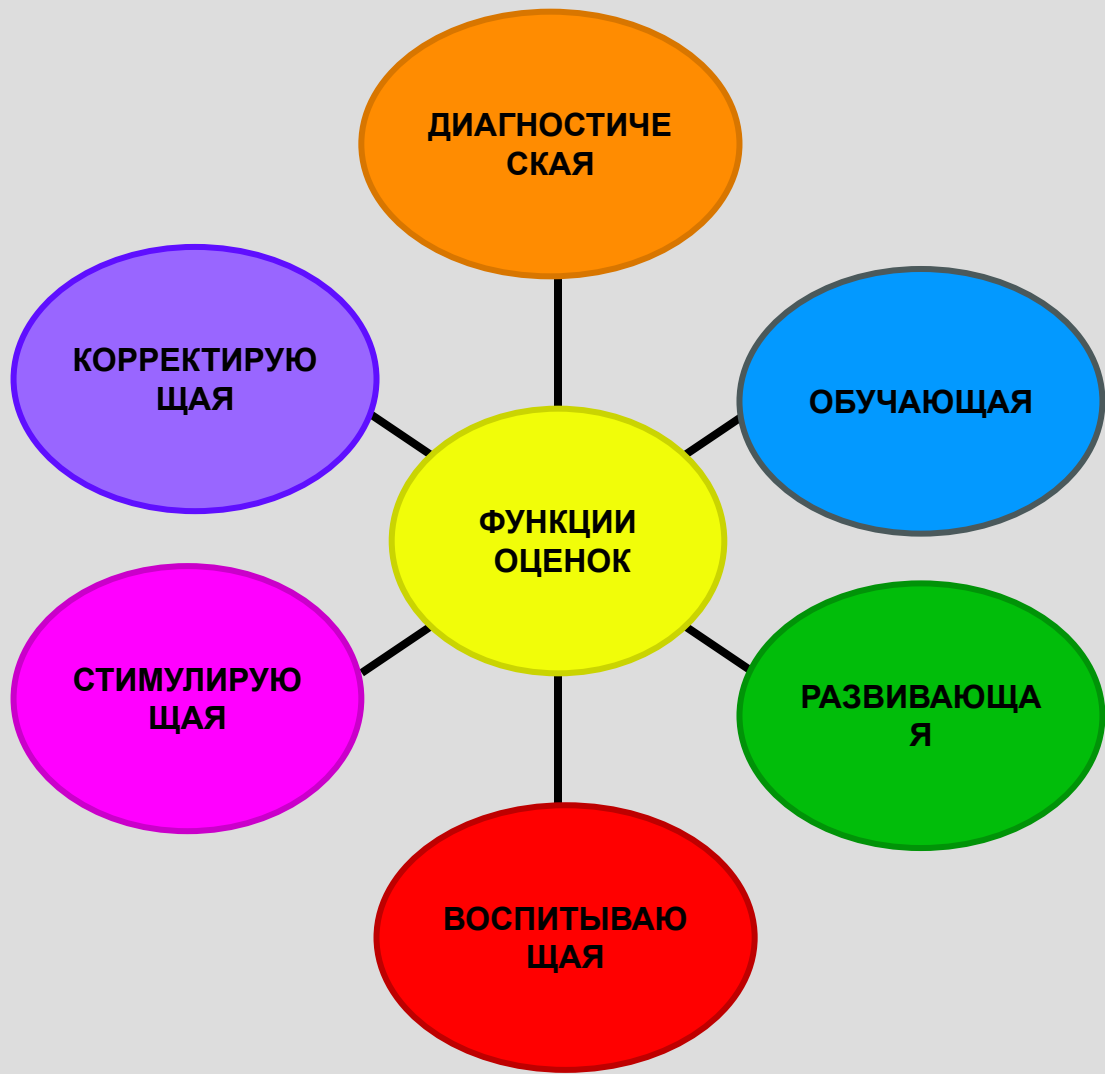 ДИАГНОСТИЧЕ
СКАЯ
КОРРЕКТИРУЮ
ЩАЯ
ОБУЧАЮЩАЯ
ФУНКЦИИ
ОЦЕНОК
СТИМУЛИРУЮ
ЩАЯ
РАЗВИВАЮЩА
Я
ВОСПИТЫВАЮ
ЩАЯ